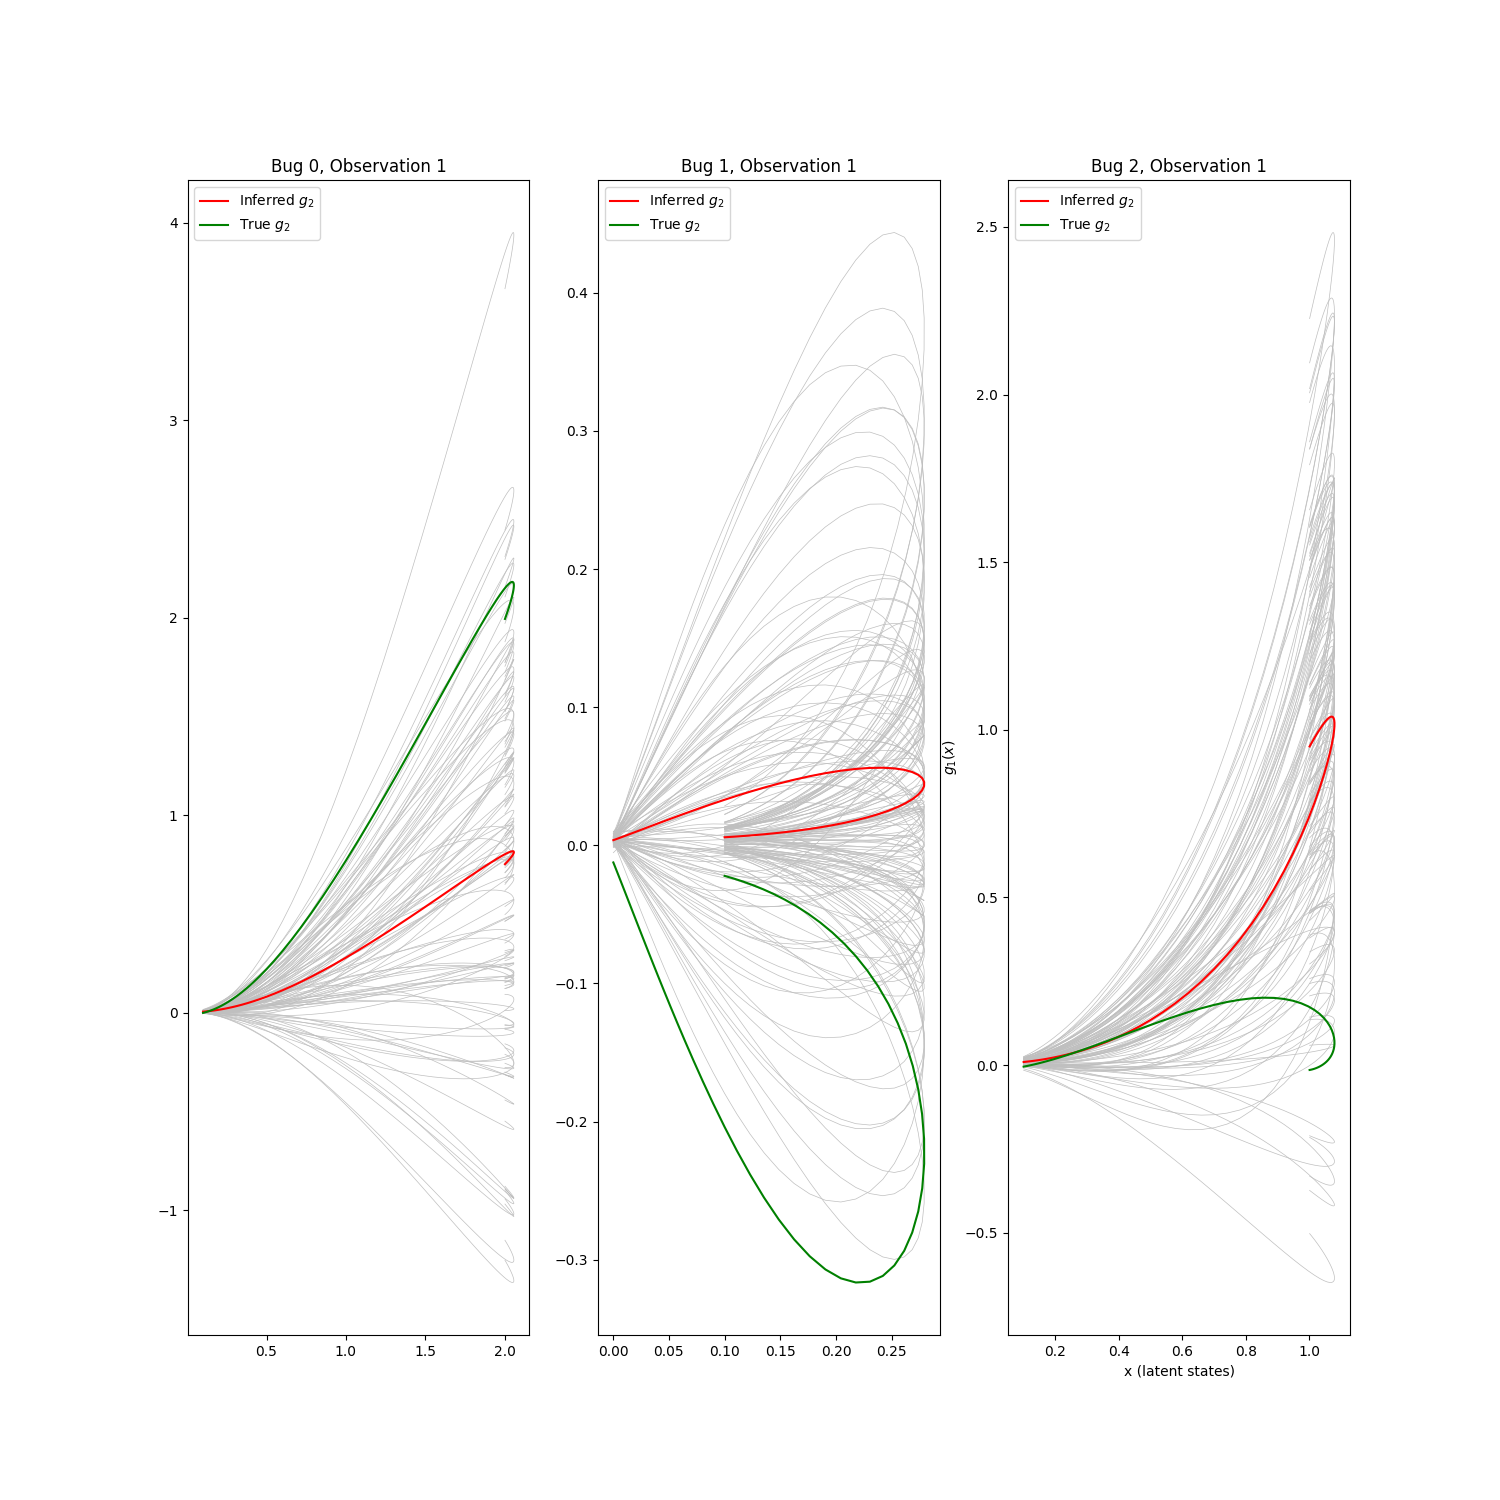 Bug 0, Observation 1
Inferred g₂
True g₂
4
3
2
1
0
−1
0.5 1.0 1.5 2.0
Bug 1, Observation 1
Inferred g₂
True g₂
0.4
0.3
0.2
0.1
0.0
−0.1
−0.2
−0.3
0.00 0.05 0.10 0.15 0.20 0.25
Bug 2, Observation 1
Inferred g₂
True g₂
g₁(x)
2.5
2.0
1.5
1.0
0.5
0.0
−0.5
0.2 0.4 0.6 0.8 1.0
x (latent states)